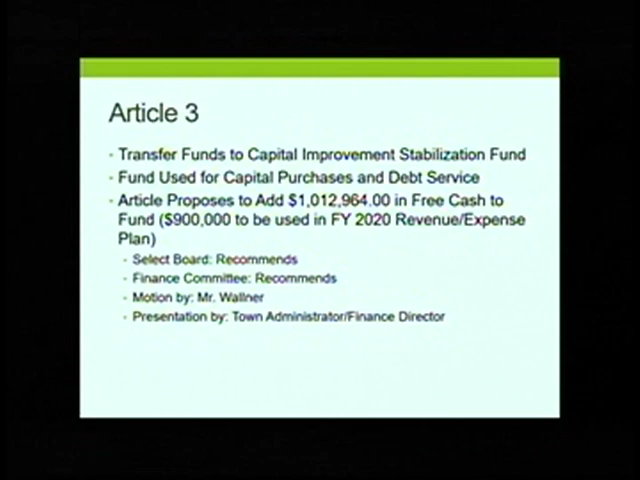 Article 3
- Transfer Funds to Capital Improvement Stabilization Fund
- Fund Used for Capital Purchases and Debt Service
- Article Proposes to Add $1,012,964.00 in Free Cash to
Fund ($900,000 to be used in FY 2020 Revenue/Expense
Plan)
- Select Board: Recommends
- Finance Committee: Recommends
- Motion by: Mr. Wallner
- Presentation by: Town Administrator/Finance Director